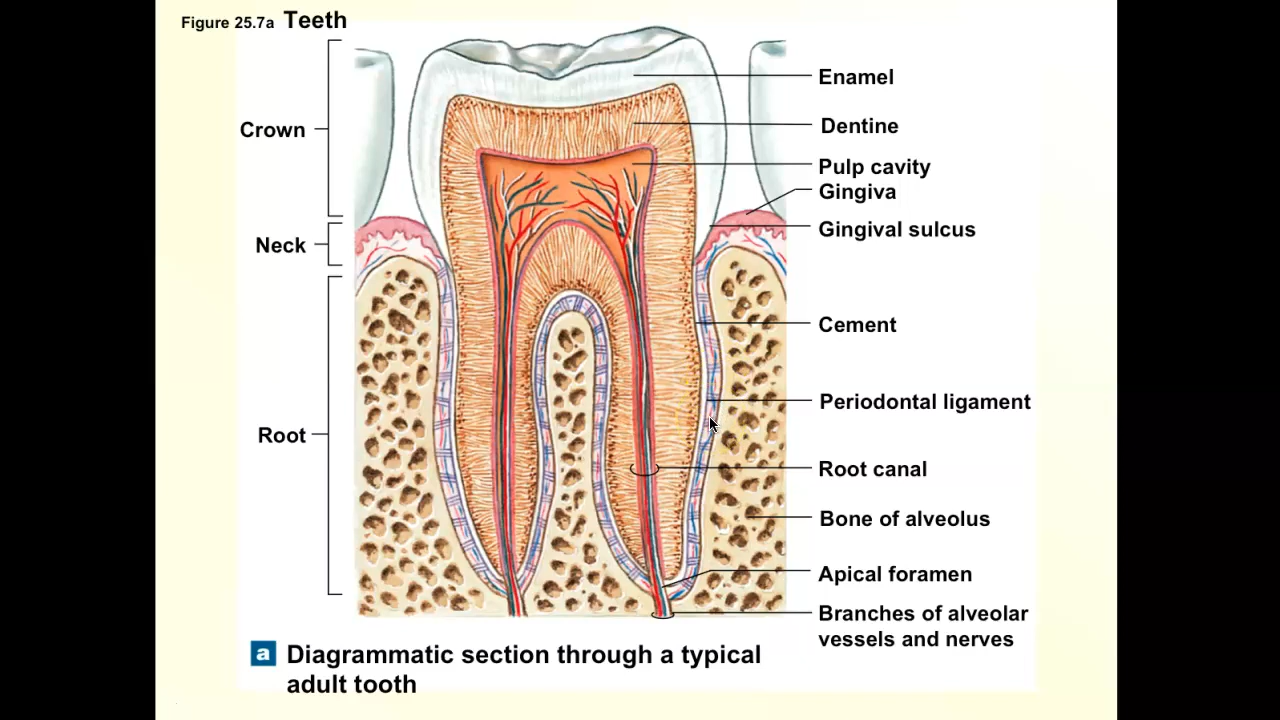 Figure 25.7a Teeth
Crown
Neck
Root
Enamel
Dentine
Pulp cavity
Gingiva
Gingival sulcus
Cement
Periodontal ligament
Root canal
Bone of alveolus
Apical foramen
Branches of alveolar
vessels and nerves
a Diagrammatic section through a typical
adult tooth